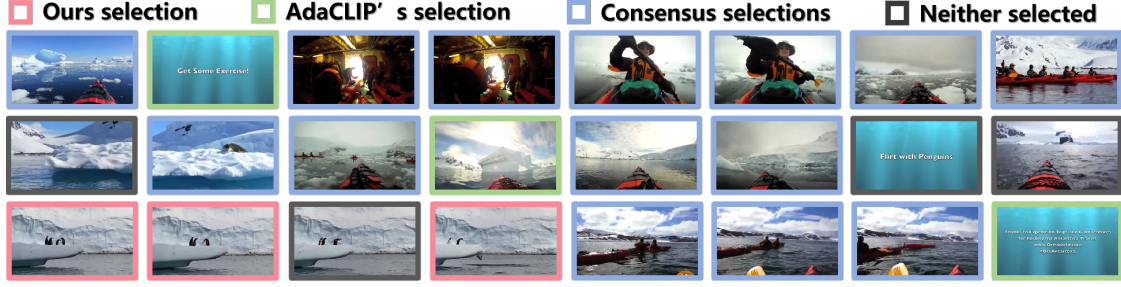 Ours selection
AdaCLIP’ s selection
Consensus selections
Neither selected
Get Some Exercise!
Flirt with Penguins